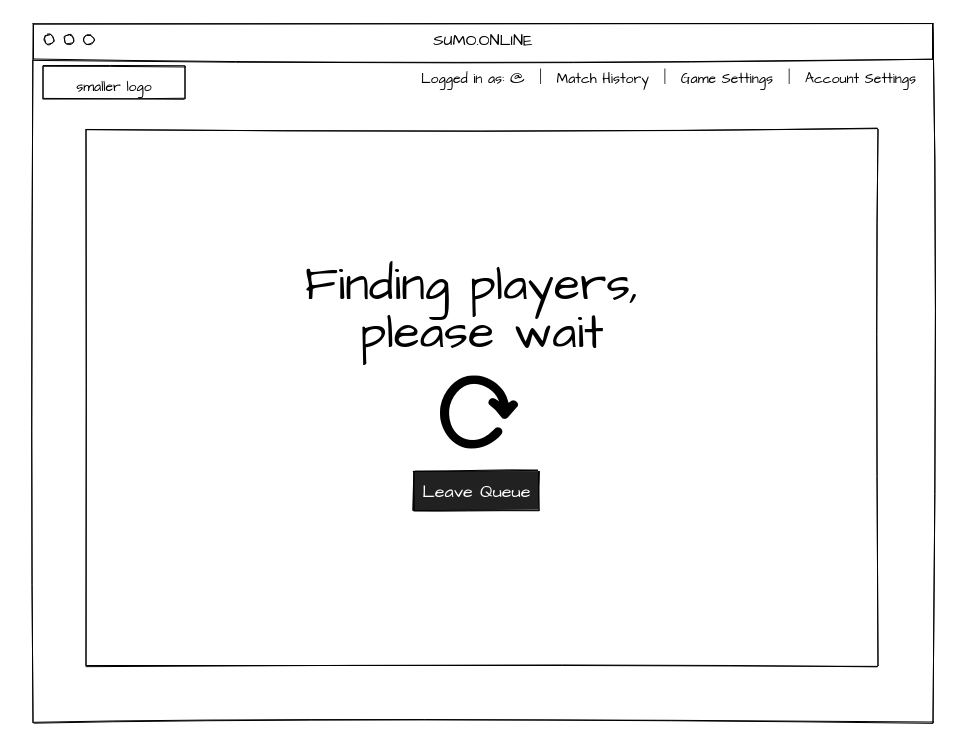 SUMO.ONLINE
smaller logo
Logged in as: @ | Match History | Game Settings | Account Settings
Finding players,
please wait
Leave Queue